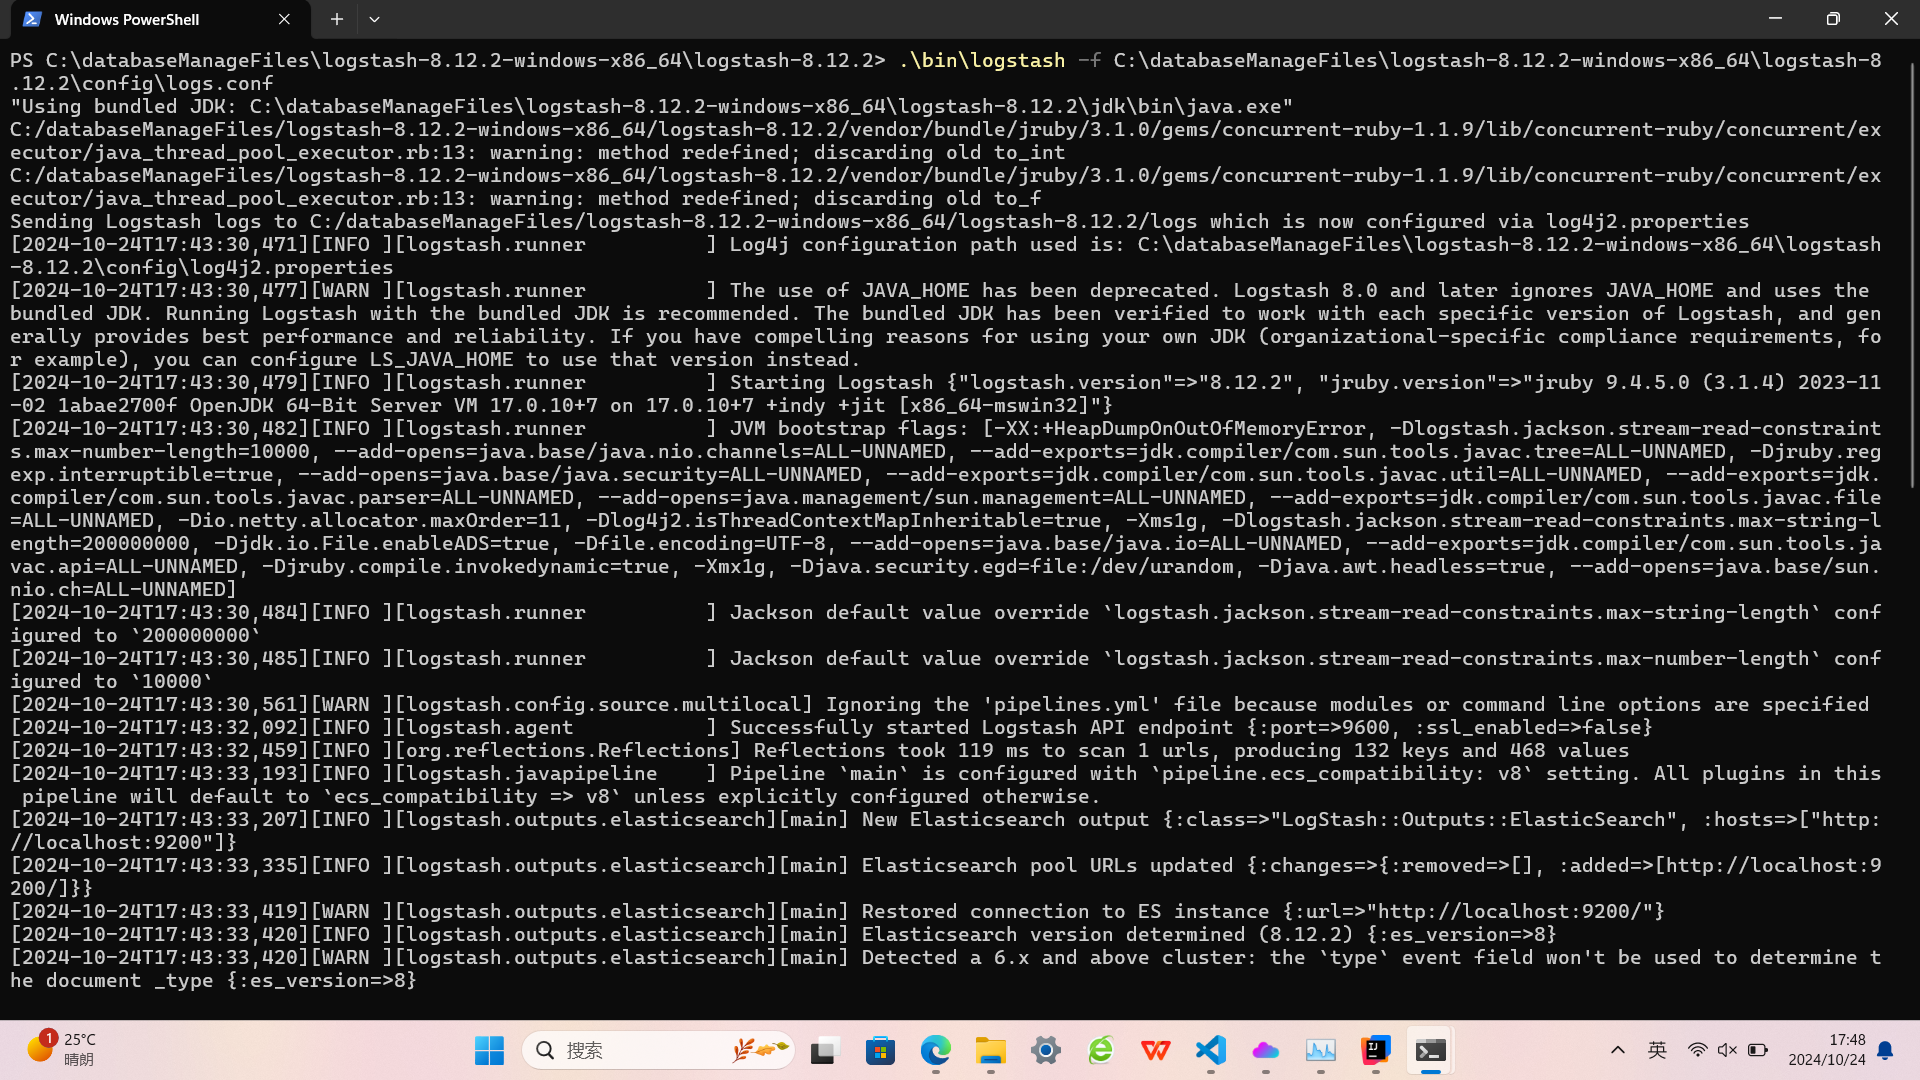 Windows PowerShell
PS C:\databaseManageFiles\logstash-8.12.2-windows-x86_64\logstash-8.12.2> .\bin\logstash -f C:\databaseManageFiles\logstash-8.12.2-windows-x86_64\logstash-8
.12.2\config\logs.conf
"Using bundled JDK: C:\databaseManageFiles\logstash-8.12.2-windows-x86_64\logstash-8.12.2\jdk\bin\java.exe"
C:/databaseManageFiles/logstash-8.12.2-windows-x86_64/logstash-8.12.2/vendor/bundle/jruby/3.1.0/gems/concurrent-ruby-1.1.9/lib/concurrent-ruby/concurrent/ex
ecutor/java_thread_pool_executor.rb:13: warning: method redefined; discarding old to_int
C:/databaseManageFiles/logstash-8.12.2-windows-x86_64/logstash-8.12.2/vendor/bundle/jruby/3.1.0/gems/concurrent-ruby-1.1.9/lib/concurrent-ruby/concurrent/ex
ecutor/java_thread_pool_executor.rb:13: warning: method redefined; discarding old to_f
Sending Logstash logs to C:/databaseManageFiles/logstash-8.12.2-windows-x86_64/logstash-8.12.2/logs which is now configured via log4j2.properties
[2024-10-24T17:43:30,471][INFO ][logstash.runner          ] Log4j configuration path used is: C:\databaseManageFiles\logstash-8.12.2-windows-x86_64\logstash
-8.12.2\config\log4j2.properties
[2024-10-24T17:43:30,477][WARN ][logstash.runner          ] The use of JAVA_HOME has been deprecated. Logstash 8.0 and later ignores JAVA_HOME and uses the
bundled JDK. Running Logstash with the bundled JDK is recommended. The bundled JDK has been verified to work with each specific version of Logstash, and gen
erally provides best performance and reliability. If you have compelling reasons for using your own JDK (organizational-specific compliance requirements, fo
r example), you can configure LS_JAVA_HOME to use that version instead.
[2024-10-24T17:43:30,479][INFO ][logstash.runner          ] Starting Logstash {"logstash.version"=>"8.12.2", "jruby.version"=>"jruby 9.4.5.0 (3.1.4) 2023-11
-02 1abae2700f OpenJDK 64-Bit Server VM 17.0.10+7 on 17.0.10+7 +indy +jit [x86_64-mswin32]"}
[2024-10-24T17:43:30,482][INFO ][logstash.runner          ] JVM bootstrap flags: [-XX:+HeapDumpOnOutOfMemoryError, -Dlogstash.jackson.stream-read-constraint
s.max-number-length=10000, --add-opens=java.base/java.nio.channels=ALL-UNNAMED, --add-exports=jdk.compiler/com.sun.tools.javac.tree=ALL-UNNAMED, -Djruby.reg
exp.interruptible=true, --add-opens=java.base/java.security=ALL-UNNAMED, --add-exports=jdk.compiler/com.sun.tools.javac.util=ALL-UNNAMED, --add-exports=jdk.
compiler/com.sun.tools.javac.parser=ALL-UNNAMED, --add-opens=java.management/sun.management=ALL-UNNAMED, --add-exports=jdk.compiler/com.sun.tools.javac.file
=ALL-UNNAMED, -Dio.netty.allocator.maxOrder=11, -Dlog4j2.isThreadContextMapInheritable=true, -Xms1g, -Dlogstash.jackson.stream-read-constraints.max-string-l
ength=200000000, -Djdk.io.File.enableADS=true, -Dfile.encoding=UTF-8, --add-opens=java.base/java.io=ALL-UNNAMED, --add-exports=jdk.compiler/com.sun.tools.ja
vac.api=ALL-UNNAMED, -Djruby.compile.invokedynamic=true, -Xmx1g, -Djava.security.egd=file:/dev/urandom, -Djava.awt.headless=true, --add-opens=java.base/sun.
nio.ch=ALL-UNNAMED]
[2024-10-24T17:43:30,484][INFO ][logstash.runner          ] Jackson default value override `logstash.jackson.stream-read-constraints.max-string-length` conf
igured to `200000000`
[2024-10-24T17:43:30,485][INFO ][logstash.runner          ] Jackson default value override `logstash.jackson.stream-read-constraints.max-number-length` conf
igured to `10000`
[2024-10-24T17:43:30,561][WARN ][logstash.config.source.multilocal] Ignoring the 'pipelines.yml' file because modules or command line options are specified
[2024-10-24T17:43:32,092][INFO ][logstash.agent           ] Successfully started Logstash API endpoint {:port=>9600, :ssl_enabled=>false}
[2024-10-24T17:43:32,459][INFO ][org.reflections.Reflections] Reflections took 119 ms to scan 1 urls, producing 132 keys and 468 values
[2024-10-24T17:43:33,193][INFO ][logstash.javapipeline    ] Pipeline `main` is configured with `pipeline.ecs_compatibility: v8` setting. All plugins in this
 pipeline will default to `ecs_compatibility => v8` unless explicitly configured otherwise.
[2024-10-24T17:43:33,207][INFO ][logstash.outputs.elasticsearch][main] New Elasticsearch output {:class=>"LogStash::Outputs::ElasticSearch", :hosts=>["http:
//localhost:9200"]}
[2024-10-24T17:43:33,335][INFO ][logstash.outputs.elasticsearch][main] Elasticsearch pool URLs updated {:changes=>{:removed=>[], :added=>[http://localhost:9
200/]}}
[2024-10-24T17:43:33,419][WARN ][logstash.outputs.elasticsearch][main] Restored connection to ES instance {:url=>"http://localhost:9200/"}
[2024-10-24T17:43:33,420][INFO ][logstash.outputs.elasticsearch][main] Elasticsearch version determined (8.12.2) {:es_version=>8}
[2024-10-24T17:43:33,420][WARN ][logstash.outputs.elasticsearch][main] Detected a 6.x and above cluster: the `type` event field won't be used to determine t
he document _type {:es_version=>8}
1
25°C
晴朗
搜索
IJ
英
17:48
2024/10/24